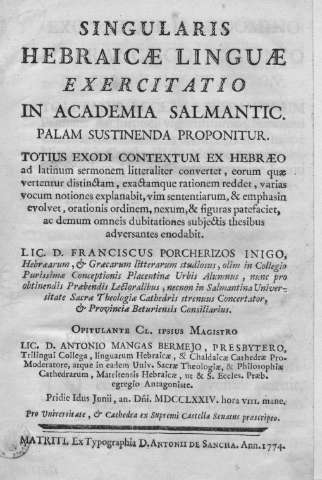 SINGULARIS
HEBRAICÆ LINGUÆ
EXERCITATIO
IN ACADEMIA SALMANTIC.
PALAM SUSTINENDA PROPONITUR.
TOTIUS EXODI CONTEXTUM EX HEBRÆO
ad latinum sermonem litteraliter convertet, eorum quæ
vertentur distinctam, exactamque rationem reddet, varias
vocum notiones explanabit, vim sententiarum, & emphasin
evolvet, orationis ordinem, nexum, & figuras patefaciet,
ac demum omneis dubitationes subjectis thesibus
adversantes enodabit.
LIC. D. FRANCISCUS PORCHERIZOS INIGO,
Hebræarum, & Græcarum litterarum studiosus, olim in Collegio
Purissimæ Conceptionis Placentinæ Urbis Alumnus, nunc pro
obtinendis Præbendis Lectoralibus, necnon in Salmantina Univer-
sitate Sacræ Theologiæ Cathedris strenuus Concertator,
& Provinciæ Beturiensis Consiliarius.
OPITULANTE CL. IPSIUS MAGISTRO
LIC. D. ANTONIO MANGAS BERMEJO, PRESBYTERO,
Trilingui Collega, linguarum Hebraicæ, & Chaldaicæ Cathedræ Pro-
Moderatore, atque in eadem Univ. Sacræ Theologiæ, & Philosophiæ
Cathedrarum, Matritensis Hebraicæ, ut & S. Eccles. Præb.
egregio Antagoniste.
Pridie Idus Junii, an. Dñi. MDCCLXXIV. hora VIII. mane.
Pro Universitate, & Cathedra ex Supremi Castellæ Senatus præscripto.
MATRITI. Ex Typographia D. ANTONII DE SANCHA. Ann. 1774.